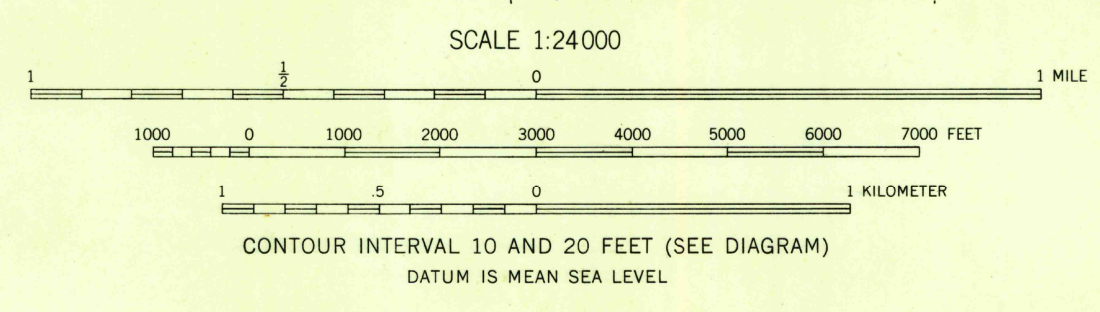 SCALE 1:24000
1 1/2 0 1 MILE
1000 0 1000 2000 3000 4000 5000 6000 7000 FEET
1 .5 0 1 KILOMETER
CONTOUR INTERVAL 10 AND 20 FEET (SEE DIAGRAM)
DATUM IS MEAN SEA LEVEL